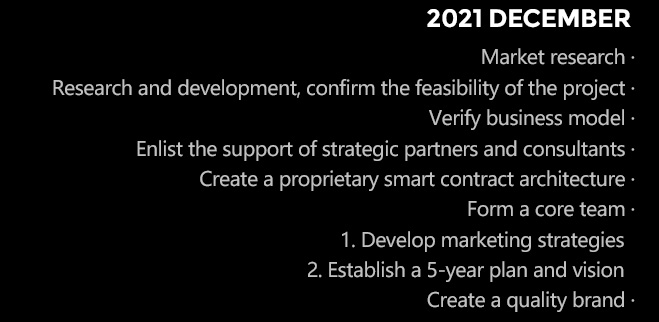 2021 DECEMBER
Market research ·
Research and development, confirm the feasibility of the project ·
Verify business model ·
Enlist the support of strategic partners and consultants ·
Create a proprietary smart contract architecture ·
Form a core team ·
1. Develop marketing strategies
2. Establish a 5-year plan and vision
Create a quality brand ·